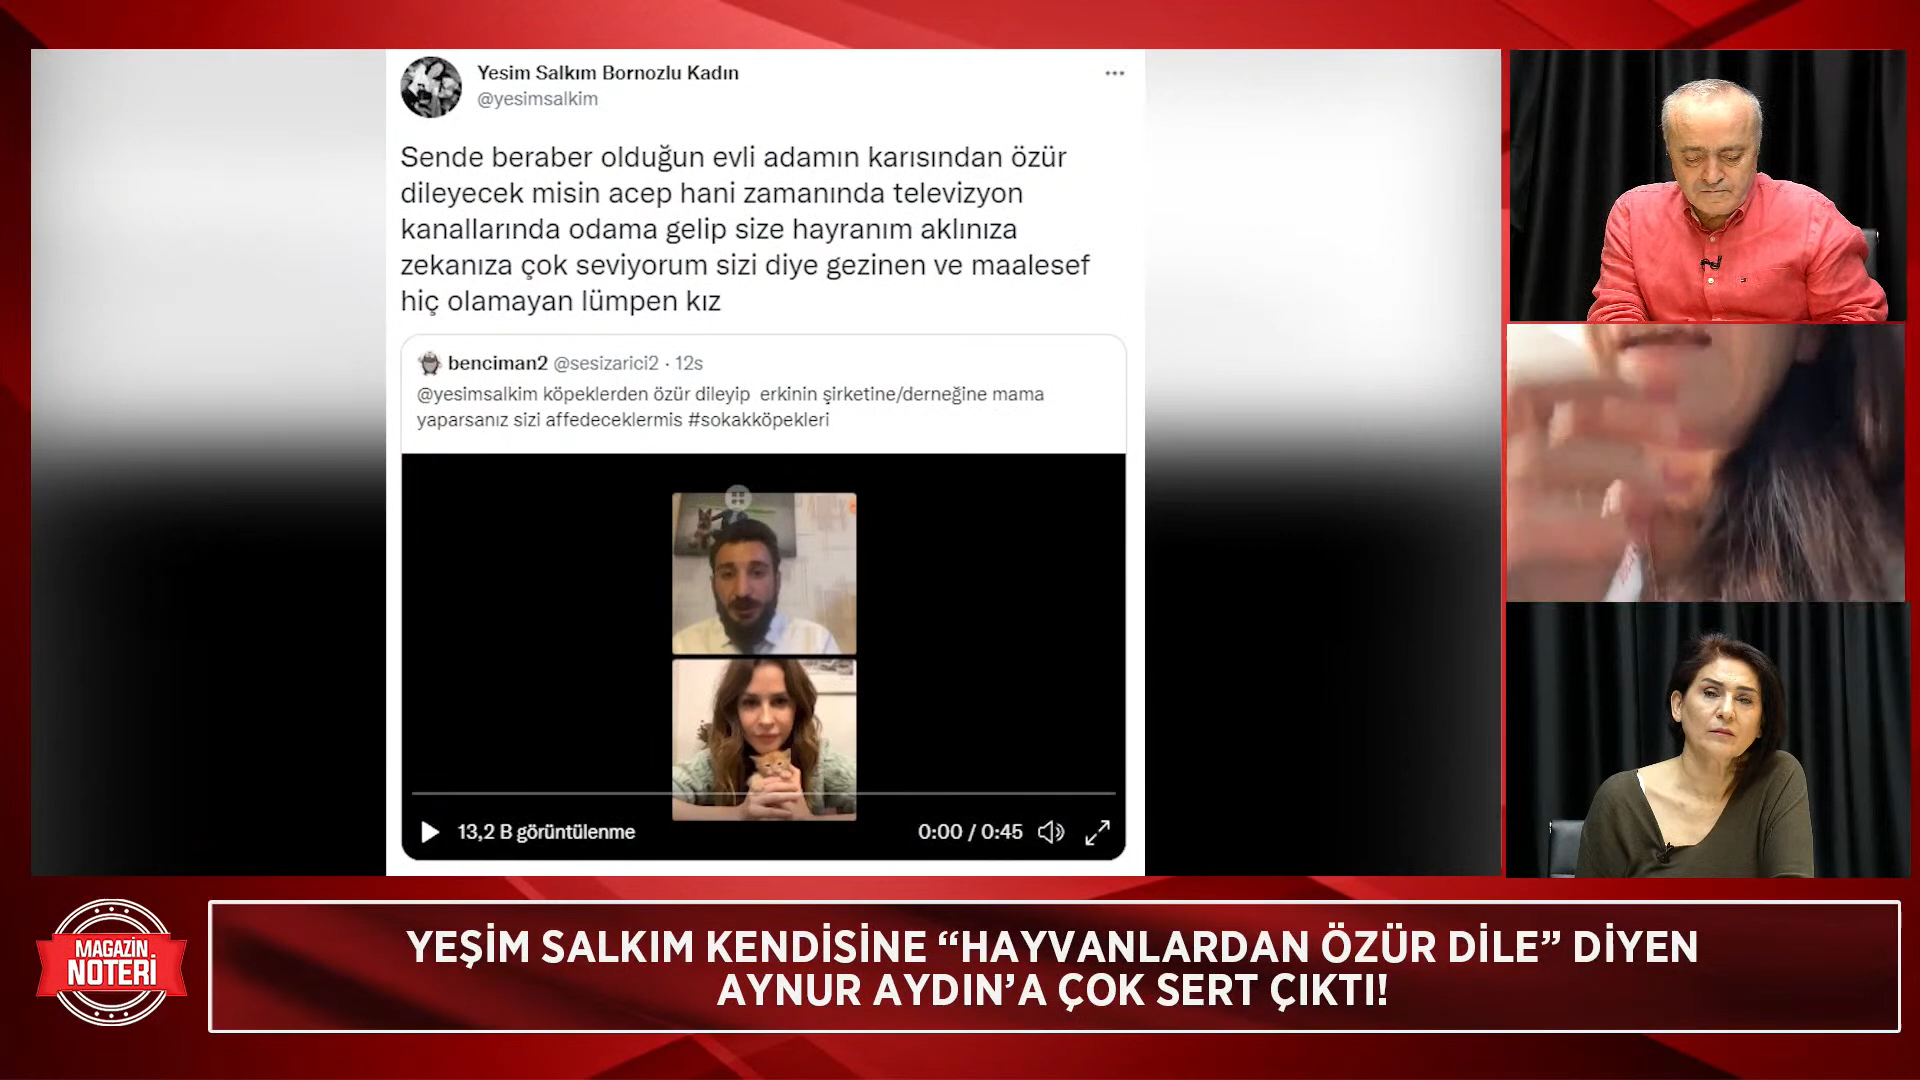 Yesim Salkım Bornozlu Kadın
@yesimsalkim
Sende beraber olduğun evli adamın karısından özür
dileyecek misin acep hani zamanında televizyon
kanallarında odama gelip size hayranım aklınıza
zekanıza çok seviyorum sizi diye gezinen ve maalesef
hiç olamayan lümpen kız
benciman2 @sesizarici2 · 12s
@yesimsalkim köpeklerden özür dileyip erkinin şirketine/derneğine mama
yaparsanız sizi affedeceklermis #sokakköpekleri
13,2 B görüntülenme
0:00 / 0:45
MAGAZİN
NOTERİ
YEŞİM SALKIM KENDİSİNE “HAYVANLARDAN ÖZÜR DİLE” DİYEN
AYNUR AYDIN’A ÇOK SERT ÇIKTI!